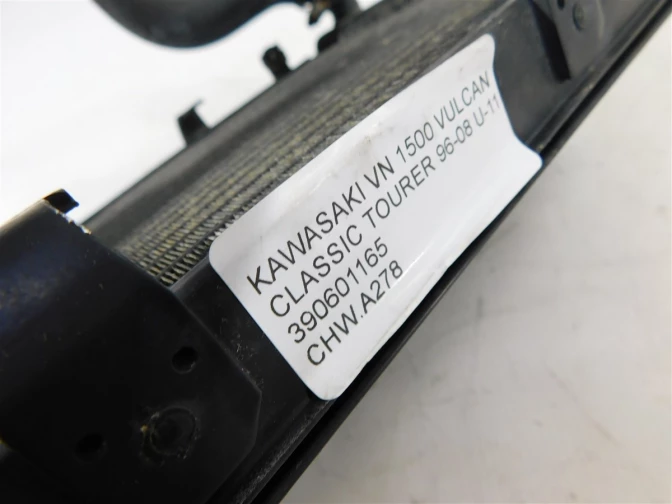 KAWASAKI VN 1500 VULCAN
CLASSIC TOURER 96-08 U-11
390601165
CHW.A278